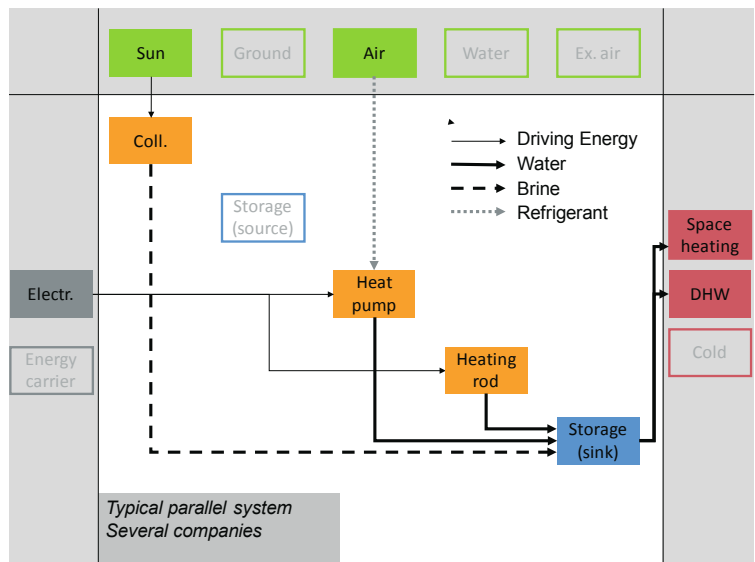 Sun
Ground
Air
Water
Ex. air
Coll.
Driving Energy
Water
Brine
Refrigerant
Storage
(source)
Space
heating
Electr.
Heat
pump
DHW
Energy
carrier
Heating
rod
Cold
Storage
(sink)
Typical parallel system
Several companies